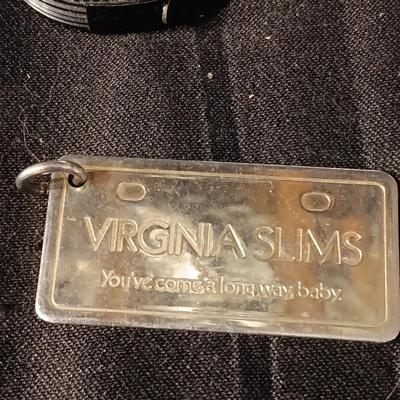 VIRGINIA SLIMS
You've come a long way, baby.